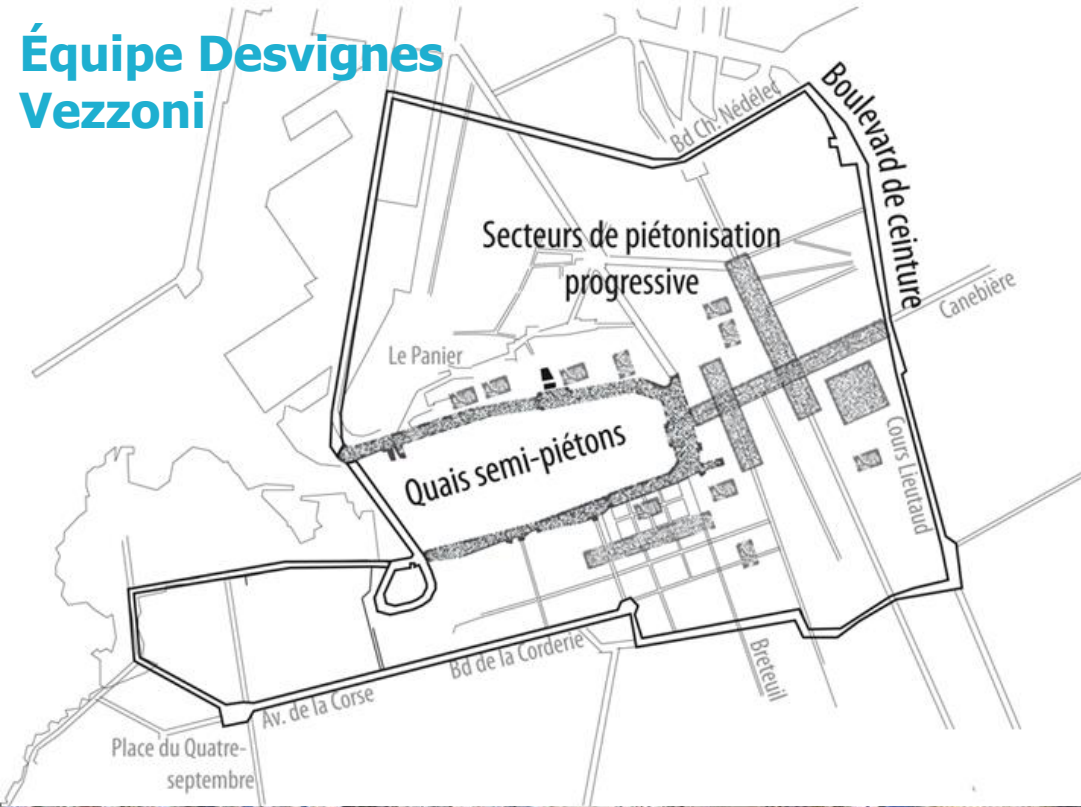 Équipe Desvignes
Vezzoni
Bd Ch. Nédélec
Boulevard de ceinture
Secteurs de piétonisation
progressive
Canebière
Le Panier
Quais semi-piétons
Cours Lieutaud
Bd de la Corderie
Breteuil
Av. de la Corse
Place du Quatre-
septembre